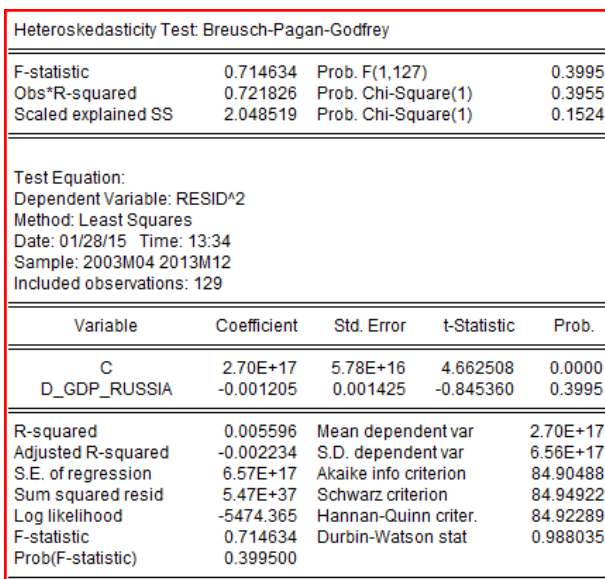 Heteroskedasticity Test: Breusch-Pagan-Godfrey
F-statistic 0.714634 Prob. F(1,127) 0.3995
Obs*R-squared 0.721826 Prob. Chi-Square(1) 0.3955
Scaled explained SS 2.048519 Prob. Chi-Square(1) 0.1524
Test Equation:
Dependent Variable: RESID^2
Method: Least Squares
Date: 01/28/15 Time: 13:34
Sample: 2003M04 2013M12
Included observations: 129
Variable Coefficient Std. Error t-Statistic Prob.
C 2.70E+17 5.78E+16 4.662508 0.0000
D_GDP_RUSSIA -0.001205 0.001425 -0.845360 0.3995
R-squared 0.005596 Mean dependent var 2.70E+17
Adjusted R-squared -0.002234 S.D. dependent var 6.56E+17
S.E. of regression 6.57E+17 Akaike info criterion 84.90488
Sum squared resid 5.47E+37 Schwarz criterion 84.94922
Log likelihood -5474.365 Hannan-Quinn criter. 84.92289
F-statistic 0.714634 Durbin-Watson stat 0.988035
Prob(F-statistic) 0.399500